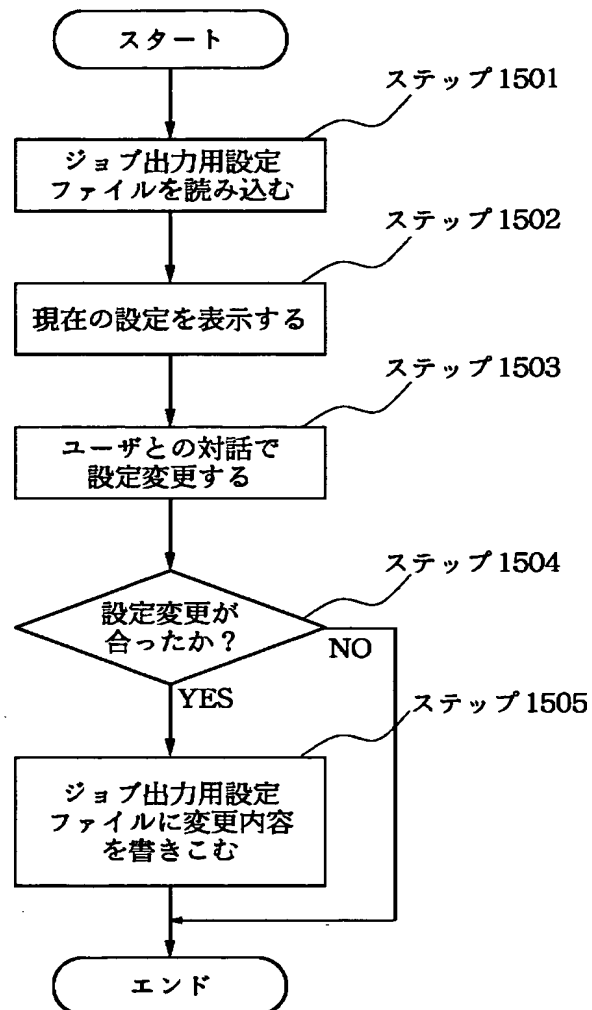 スタート
ステップ1501
ジョブ出力用設定
ファイルを読み込む
ステップ1502
現在の設定を表示する
ステップ1503
ユーザとの対話で
設定変更する
ステップ1504
設定変更が
合ったか?
NO
YES
ステップ1505
ジョブ出力用設定
ファイルに変更内容
を書きこむ
エンド